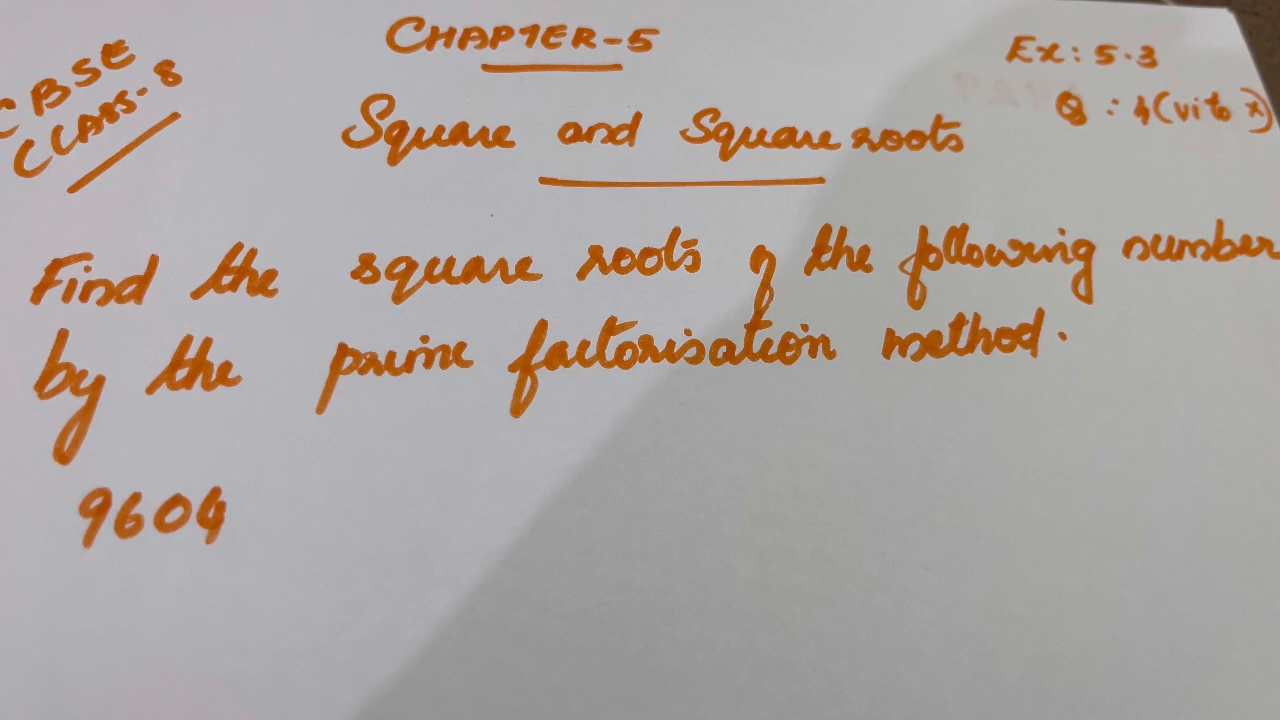 CBSE
CLASS-8
CHAPTER-5
Ex: 5.3
Q: 4(vi to x)
Square and Square roots
Find the square roots of the following number
by the prime factorisation method.
9604